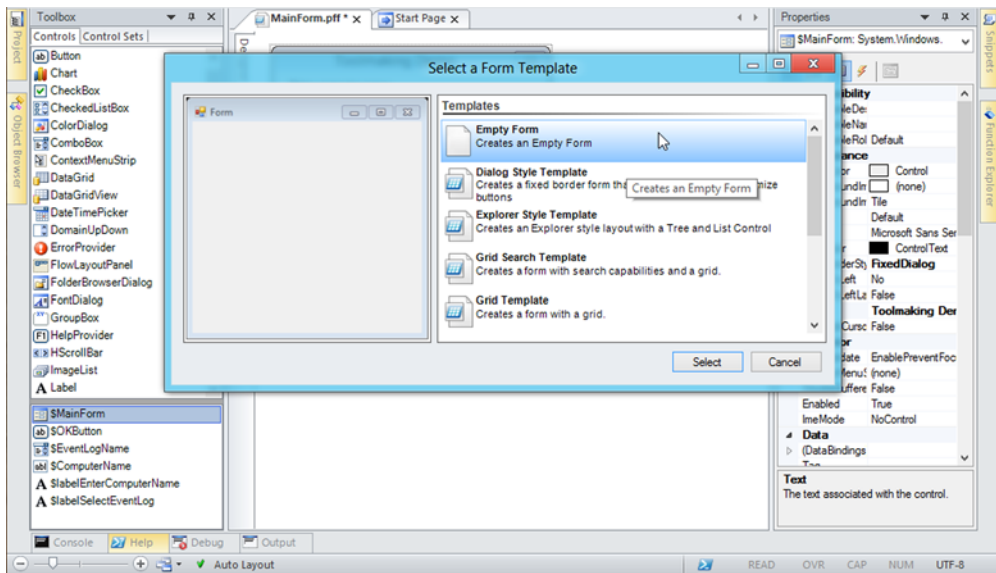 Toolbox
Controls Control Sets
Button
Chart
CheckBox
CheckedListBox
ColorDialog
ComboBox
ContextMenuStrip
DataGrid
DataGridView
DateTimePicker
DomainUpDown
ErrorProvider
FlowLayoutPanel
FolderBrowserDialog
FontDialog
GroupBox
HelpProvider
HScrollBar
ImageList
Label
$MainForm
$OKButton
$EventLogName
$ComputerName
$labelEnterComputerName
$labelSelectEventLog
Project
Object Browser
MainForm.pff *
Start Page
Select a Form Template
Form
Templates
Empty Form
Creates an Empty Form
Dialog Style Template
Creates a fixed border form tha
buttons
Creates an Empty Form
Explorer Style Template
Creates an Explorer style layout with a Tree and List Control
Grid Search Template
Creates a form with search capabilities and a grid.
Grid Template
Creates a form with a grid.
Select
Cancel
Properties
$MainForm: System.Windows.
Default
Control
(none)
Tile
Default
Microsoft Sans Ser
ControlText
FixedDialog
No
False
Toolmaking Der
False
EnablePreventFoc
(none)
False
Enabled True
ImeMode NoControl
Data
(DataBindings
Text
The text associated with the control.
Snippets
Function Explorer
Console
Help
Debug
Output
Auto Layout
READ OVR CAP NUM UTF-8